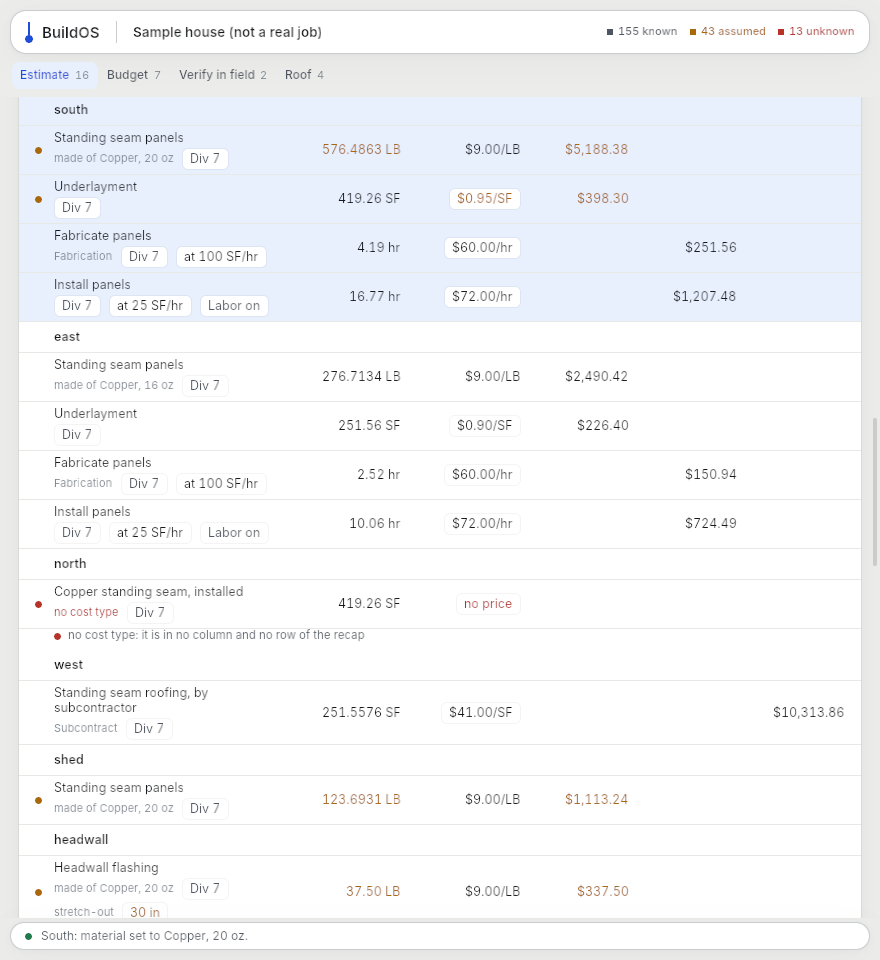 BuildOS Sample house (not a real job) 155 known 43 assumed 13 unknown
Estimate 16 Budget 7 Verify in field 2 Roof 4
south
Standing seam panels
made of Copper, 20 oz Div 7 576.4863 LB $9.00/LB $5,188.38
Underlayment
Div 7 419.26 SF $0.95/SF $398.30
Fabricate panels
Fabrication Div 7 at 100 SF/hr 4.19 hr $60.00/hr $251.56
Install panels
Div 7 at 25 SF/hr Labor on 16.77 hr $72.00/hr $1,207.48
east
Standing seam panels
made of Copper, 16 oz Div 7 276.7134 LB $9.00/LB $2,490.42
Underlayment
Div 7 251.56 SF $0.90/SF $226.40
Fabricate panels
Fabrication Div 7 at 100 SF/hr 2.52 hr $60.00/hr $150.94
Install panels
Div 7 at 25 SF/hr Labor on 10.06 hr $72.00/hr $724.49
north
Copper standing seam, installed
no cost type Div 7 419.26 SF no price
no cost type: it is in no column and no row of the recap
west
Standing seam roofing, by
subcontractor 251.5576 SF $41.00/SF $10,313.86
Subcontract Div 7
shed
Standing seam panels
made of Copper, 20 oz Div 7 123.6931 LB $9.00/LB $1,113.24
headwall
Headwall flashing
made of Copper, 20 oz Div 7 37.50 LB $9.00/LB $337.50
stretch-out 30 in
South: material set to Copper, 20 oz.